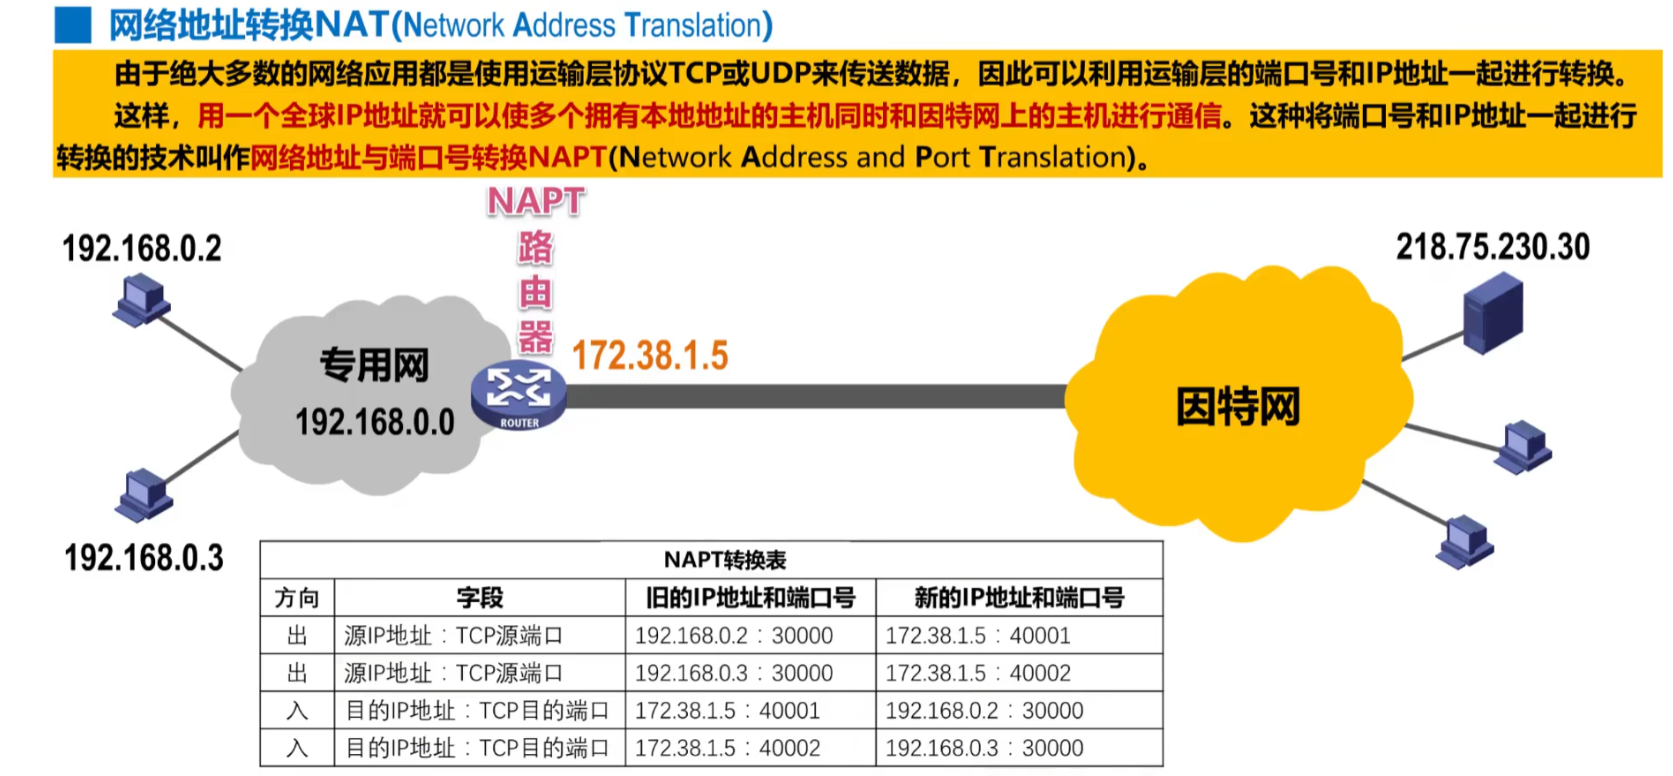 网络地址转换NAT(Network Address Translation)
由于绝大多数的网络应用都是使用运输层协议TCP或UDP来传送数据，因此可以利用运输层的端口号和IP地址一起进行转换。
这样，用一个全球IP地址就可以使多个拥有本地地址的主机同时和因特网上的主机进行通信。这种将端口号和IP地址一起进行
转换的技术叫作网络地址与端口号转换NAPT(Network Address and Port Translation)。
NAPT
路
由
器
192.168.0.2
218.75.230.30
172.38.1.5
专用网
192.168.0.0
ROUTER
因特网
192.168.0.3
NAPT转换表
方向 字段 旧的IP地址和端口号 新的IP地址和端口号
出 源IP地址：TCP源端口 192.168.0.2：30000 172.38.1.5：40001
出 源IP地址：TCP源端口 192.168.0.3：30000 172.38.1.5：40002
入 目的IP地址：TCP目的端口 172.38.1.5：40001 192.168.0.2：30000
入 目的IP地址：TCP目的端口 172.38.1.5：40002 192.168.0.3：30000